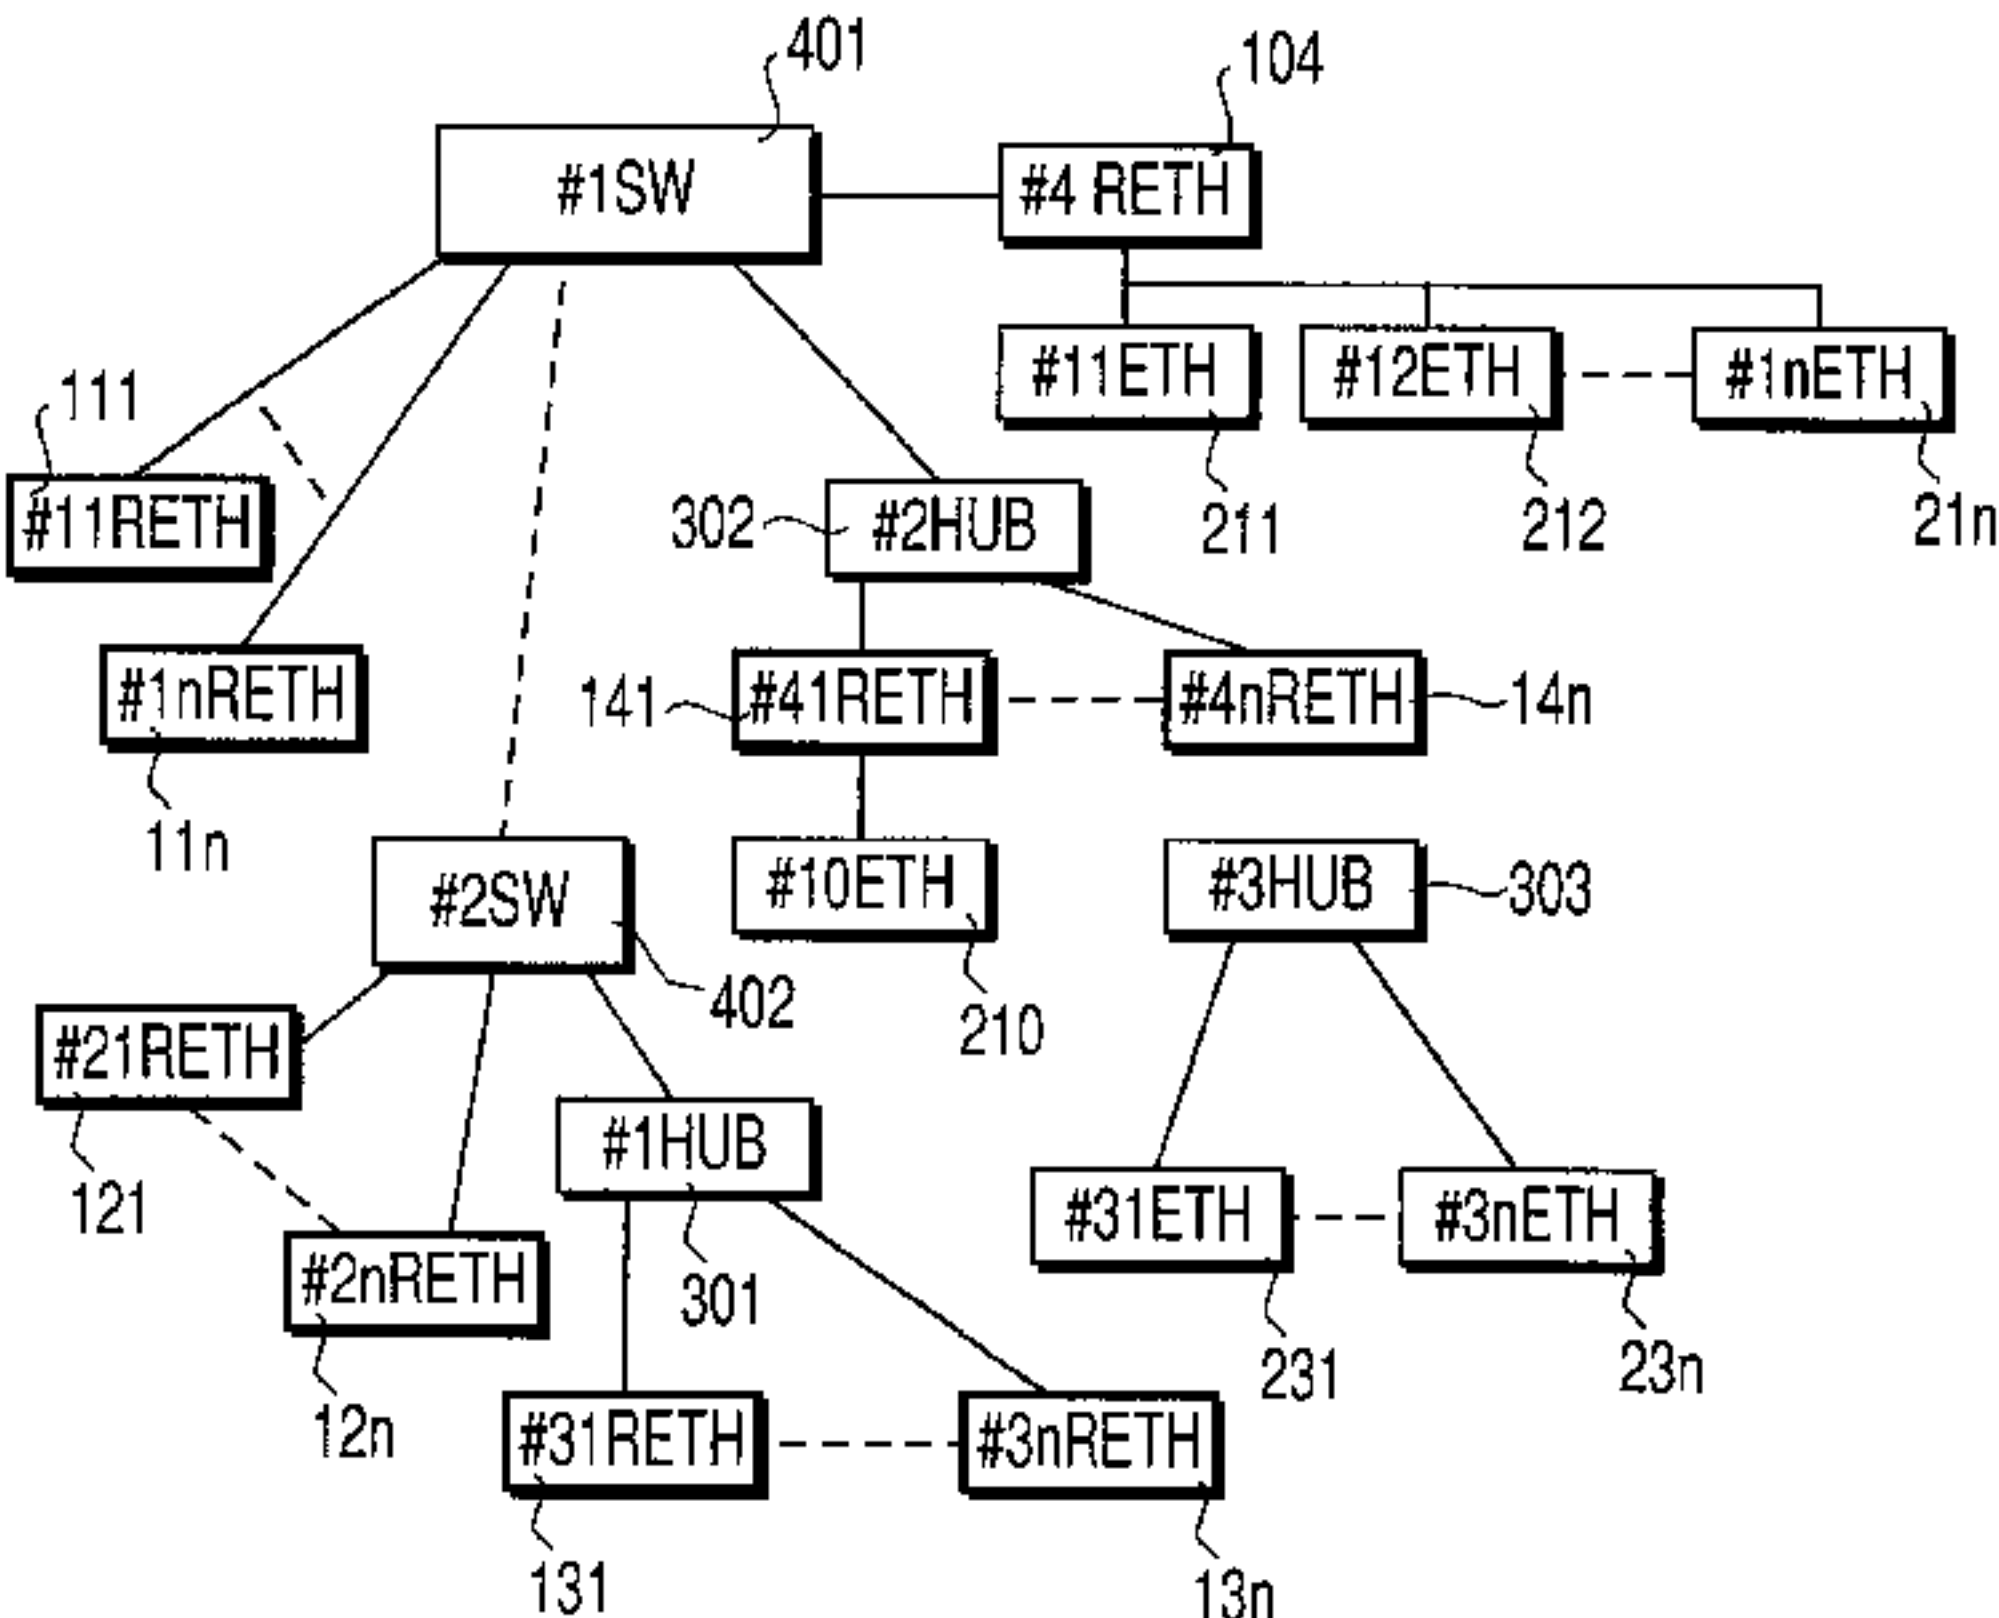 401
104
#1SW
#4 RETH
111
#11ETH
#12ETH
#1nETH
#11RETH
302
#2HUB
211
212
21n
#1nRETH
141
#41RETH
#4nRETH
14n
11n
#2SW
#10ETH
#3HUB
303
402
210
#21RETH
121
#1HUB
#31ETH
#3nETH
#2nRETH
301
231
23n
12n
#31RETH
#3nRETH
131
13n